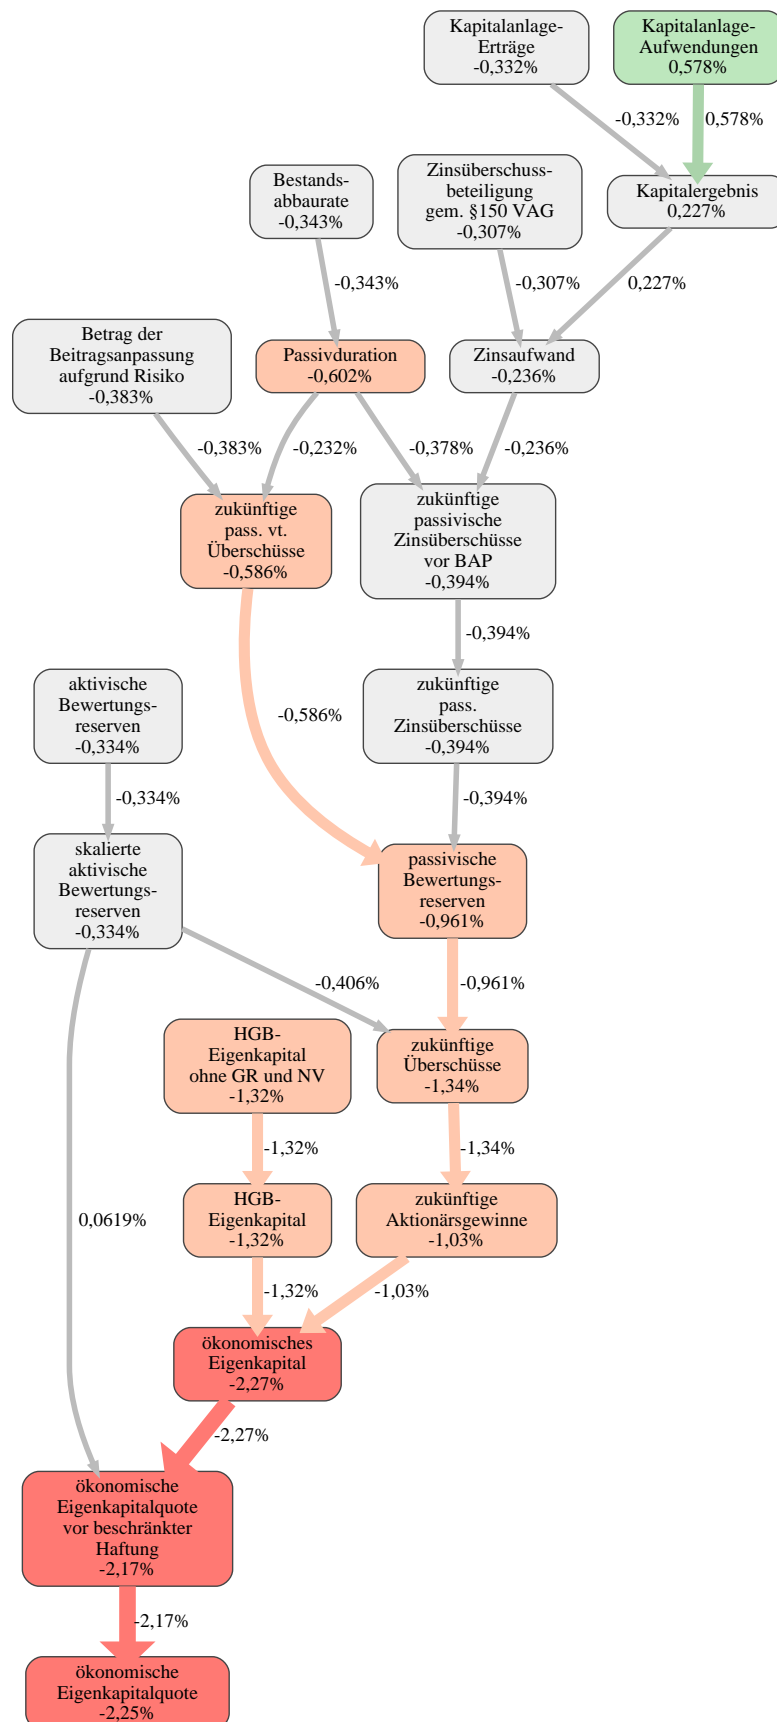 Kapitalanlage-
Erträge
-0,332%
Kapitalanlage-
Aufwendungen
0,578%
-0,332%
0,578%
Bestands-
abbaurate
-0,343%
Zinsüberschuss-
beteiligung
gem. §150 VAG
-0,307%
Kapitalergebnis
0,227%
-0,343%
-0,307%
0,227%
Betrag der
Beitragsanpassung
aufgrund Risiko
-0,383%
Passivduration
-0,602%
Zinsaufwand
-0,236%
-0,383%
-0,232%
-0,378%
-0,236%
zukünftige
pass. vt.
Überschüsse
-0,586%
zukünftige
passivische
Zinsüberschüsse
vor BAP
-0,394%
-0,394%
aktivische
Bewertungs-
reserven
-0,334%
-0,586%
zukünftige
pass.
Zinsüberschüsse
-0,394%
-0,334%
-0,394%
skalierte
aktivische
Bewertungs-
reserven
-0,334%
passivische
Bewertungs-
reserven
-0,961%
-0,406%
-0,961%
HGB-
Eigenkapital
ohne GR und NV
-1,32%
zukünftige
Überschüsse
-1,34%
-1,32%
-1,34%
0,0619%
HGB-
Eigenkapital
-1,32%
zukünftige
Aktionärsgewinne
-1,03%
-1,32%
-1,03%
ökonomisches
Eigenkapital
-2,27%
-2,27%
ökonomische
Eigenkapitalquote
vor beschränkter
Haftung
-2,17%
-2,17%
ökonomische
Eigenkapitalquote
-2,25%